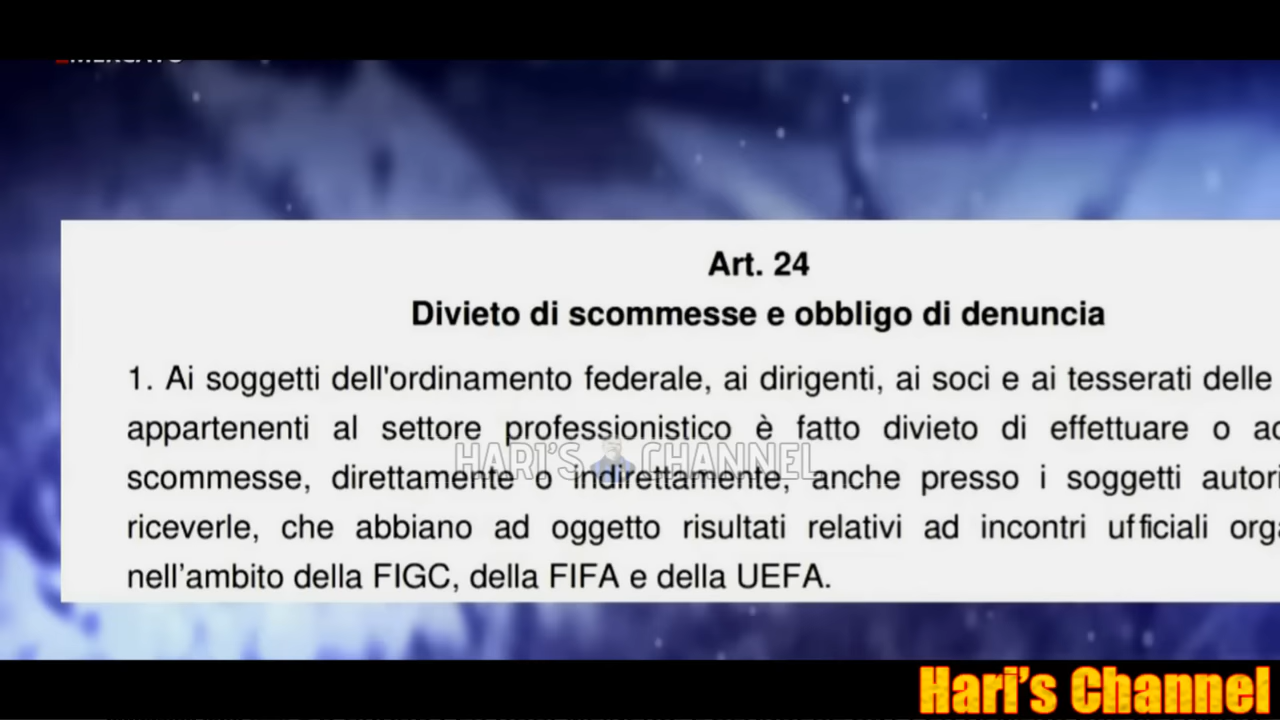 Art. 24
Divieto di scommesse e obbligo di denuncia
1. Ai soggetti dell'ordinamento federale, ai dirigenti, ai soci e ai tesserati delle
appartenenti al settore professionistico è fatto divieto di effettuare o
HARI'S CHANNEL
scommesse, direttamente o indirettamente, anche presso i soggetti
riceverle, che abbiano ad oggetto risultati relativi ad incontri ufficiali
nell'ambito della FIGC, della FIFA e della UEFA.
Hari's Channel